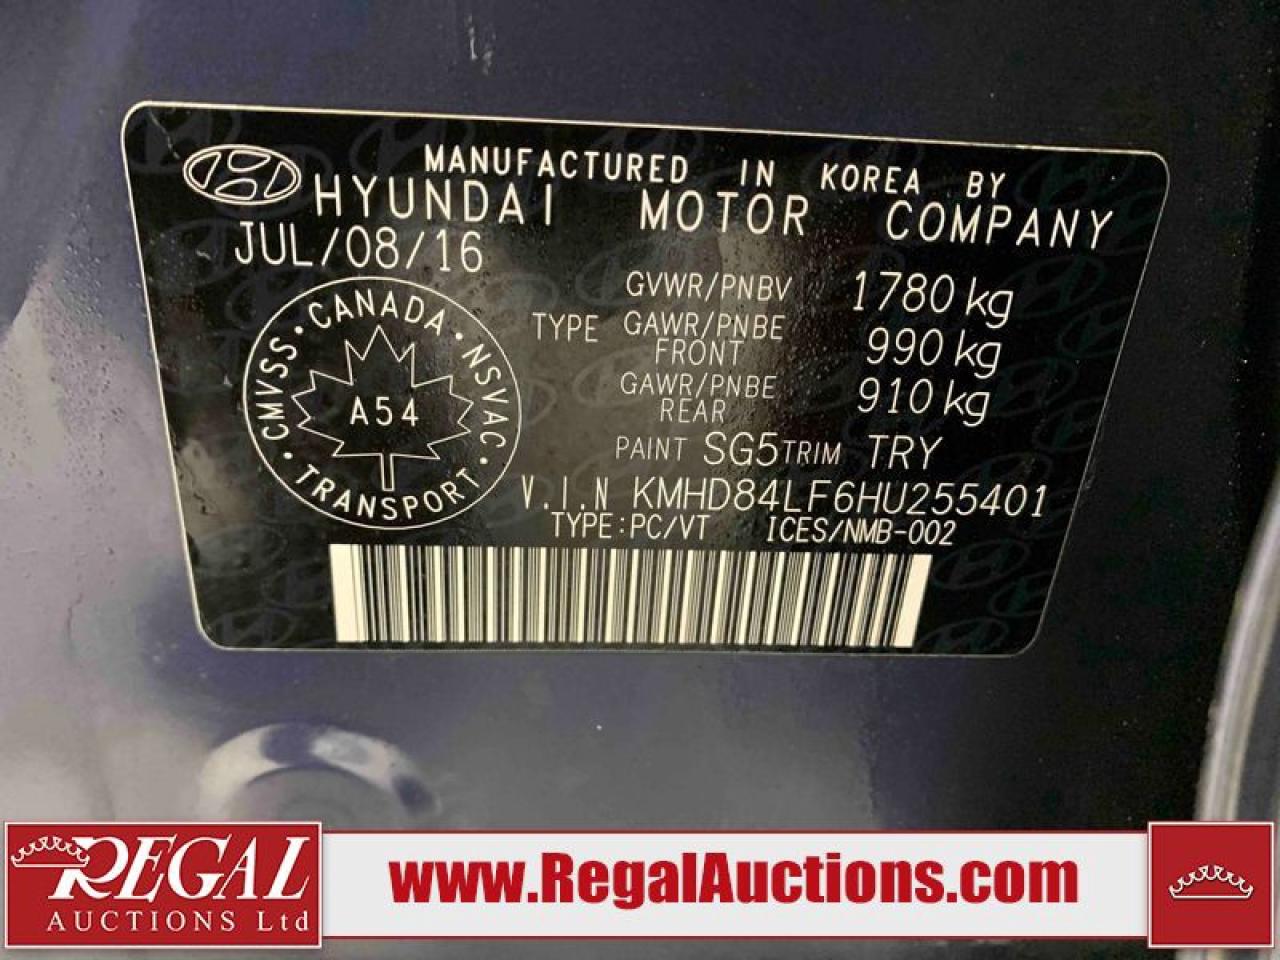 MANUFACTURED IN KOREA BY
HYUNDAI MOTOR COMPANY
JUL/08/16
GVWR/PNBV 1780 kg
TYPE GAWR/PNBE FRONT 990 kg
GAWR/PNBE REAR 910 kg
PAINT SG5 TRIM TRY
V.I.N KMHD84LF6HU255401
TYPE:PC/VT ICES/NMB-002
CANADA · NSVAC · TRANSPORT · CMVSS ·
A54
REGAL
AUCTIONS Ltd
www.RegalAuctions.com